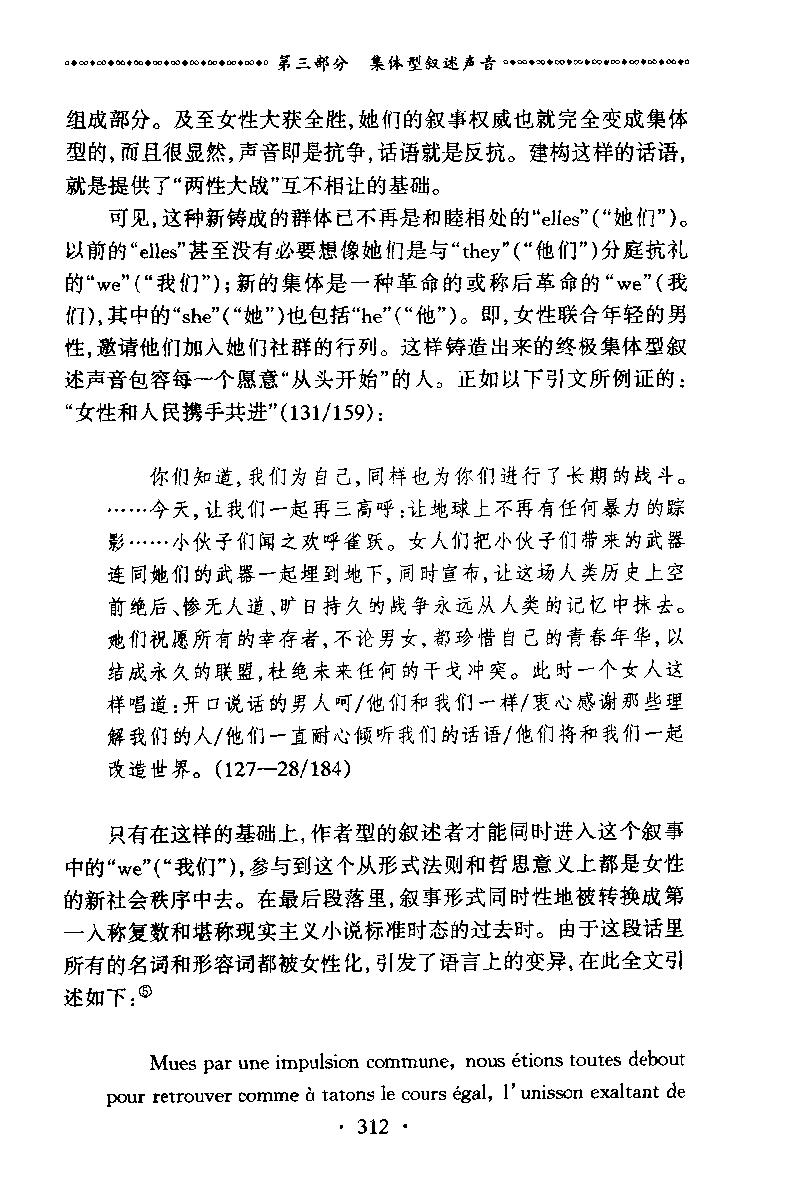 第三部分 集体型叙述声音
组成部分。及至女性大获全胜,她们的叙事权威也就完全变成集体
型的,而且很显然,声音即是抗争,话语就是反抗。建构这样的话语,
就是提供了“两性大战”互不相让的基础。
可见,这种新铸成的群体已不再是和睦相处的“elles”(“她们”)。
以前的“elles”甚至没有必要想像她们是与“they”(“他们”)分庭抗礼
的“we”(“我们”);新的集体是一种革命的或称后革命的“we”(我
们),其中的“she”(“她”)也包括“he”(“他”)。即,女性联合年轻的男
性,邀请他们加入她们社群的行列。这样铸造出来的终极集体型叙
述声音包容每一个愿意“从头开始”的人。正如以下引文所例证的:
“女性和人民携手共进”(131/159):
你们知道,我们为自己,同样也为你们进行了长期的战斗。
……今天,让我们一起再三高呼:让地球上不再有任何暴力的踪
影……小伙子们闻之欢呼雀跃。女人们把小伙子们带来的武器
连同她们的武器一起埋到地下,同时宣布,让这场人类历史上空
前绝后、惨无人道、旷日持久的战争永远从人类的记忆中抹去。
她们祝愿所有的幸存者,不论男女,都珍惜自己的青春年华,以
结成永久的联盟,杜绝未来任何的干戈冲突。此时一个女人这
样唱道:开口说话的男人呵/他们和我们一样/衷心感谢那些理
解我们的人/他们一直耐心倾听我们的话语/他们将和我们一起
改造世界。(127—28/184)
只有在这样的基础上,作者型的叙述者才能同时进入这个叙事
中的“we”(“我们”),参与到这个从形式法则和哲思意义上都是女性
的新社会秩序中去。在最后段落里,叙事形式同时性地被转换成第
一人称复数和堪称现实主义小说标准时态的过去时。由于这段话里
所有的名词和形容词都被女性化,引发了语言上的变异,在此全文引
述如下:⑤
Mues par une impulsion commune, nous étions toutes debout
pour retrouver comme à tatons le cours égal, l'unisson exaltant de
· 312 ·